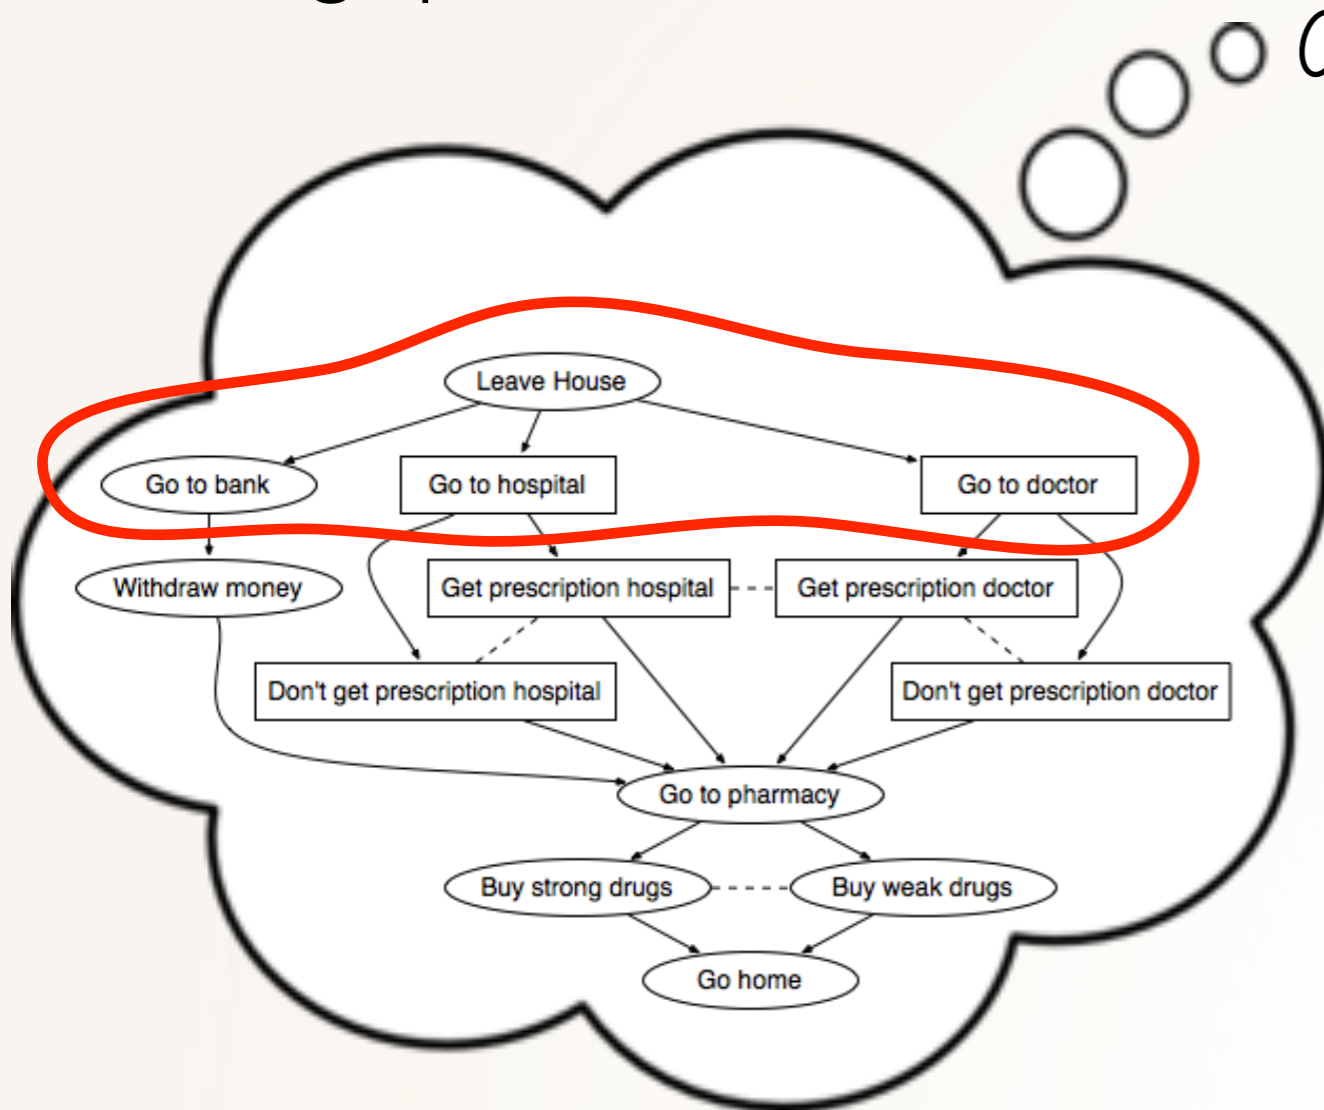 Leave House
Go to bank
Go to hospital
Go to doctor
Withdraw money
Get prescription hospital
Get prescription doctor
Don't get prescription hospital
Don't get prescription doctor
Go to pharmacy
Buy strong drugs
Buy weak drugs
Go home